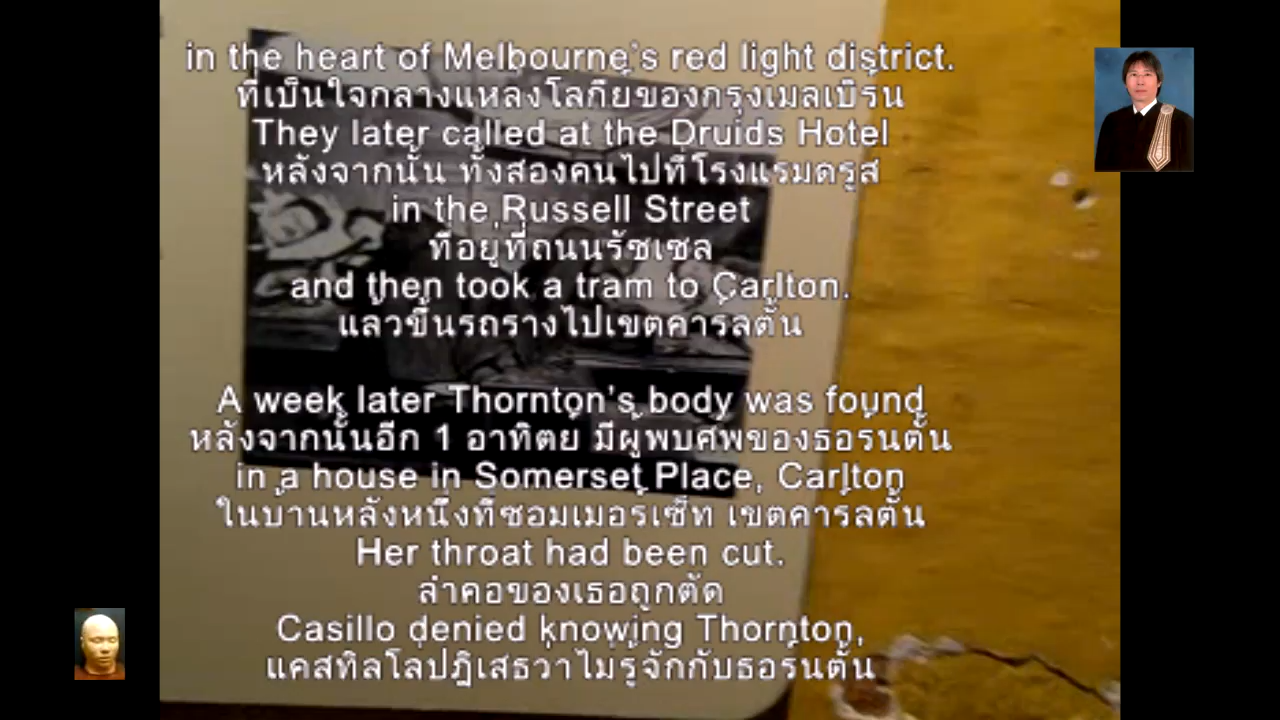 in the heart of Melbourne's red light district.
ที่เป็นใจกลางแหล่งโลกีย์ของกรุงเมลเบิร์น
They later called at the Druids Hotel
หลังจากนั้น ทั้งสองคนไปที่โรงแรมดรูส
in the Russell Street
ที่อยู่ที่ถนนรัชเซล
and then took a tram to Carlton.
แล้วขึ้นรถรางไปเขตคาร์ลตั้น
A week later Thornton's body was found
หลังจากนั้นอีก 1 อาทิตย์ มีผู้พบศพของธอร์นตั้น
in a house in Somerset Place, Carlton
ในบ้านหลังหนึ่งที่ซอมเมอร์เซ็ท เขตคาร์ลตั้น
Her throat had been cut.
ลำคอของเธอถูกตัด
Casillo denied knowing Thornton,
แคสทิลโลปฏิเสธว่าไม่รู้จักกับธอร์นตั้น